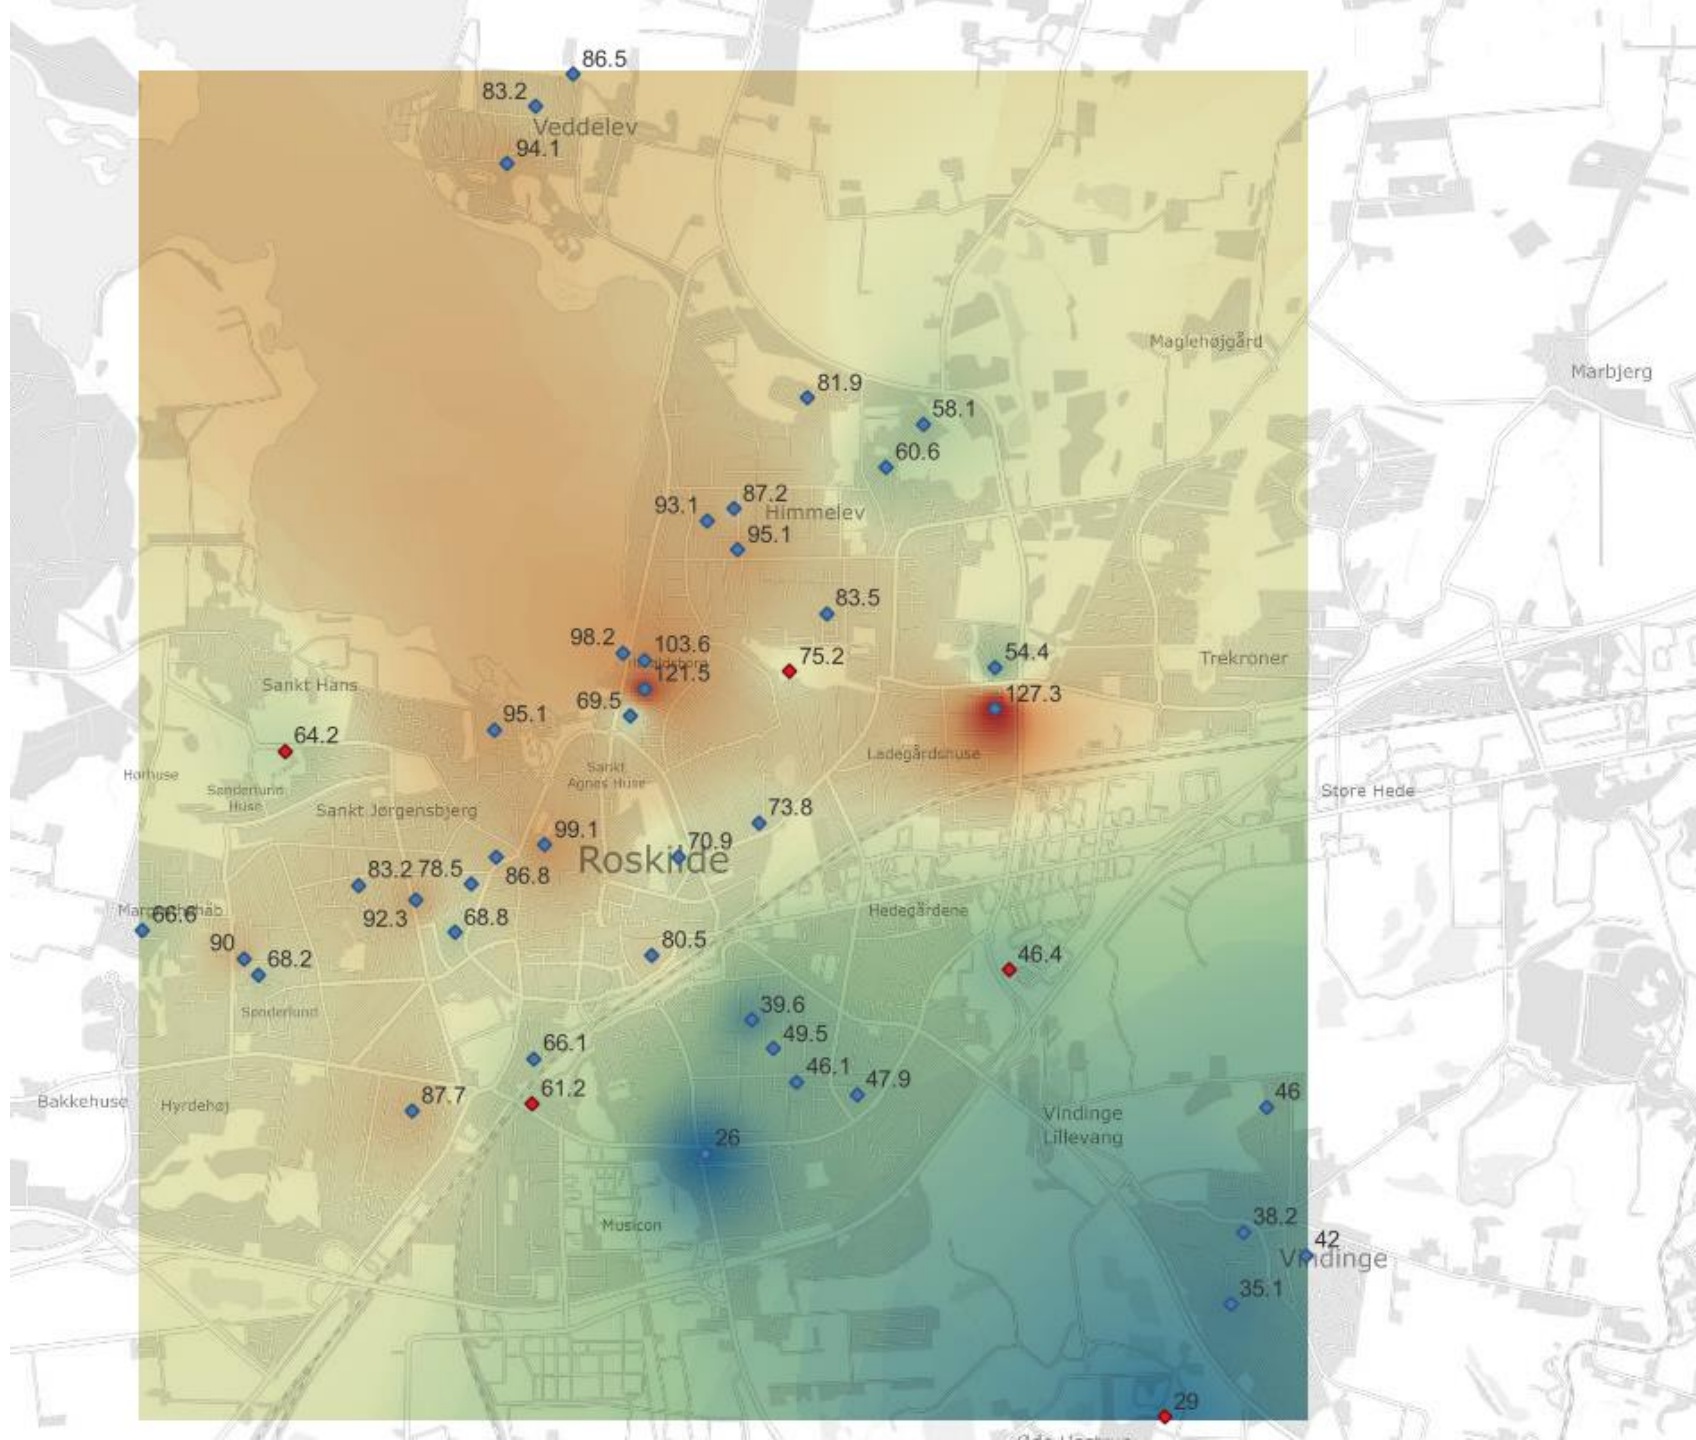 86.5
83.2
Veddelev
94.1
Maglehøjgård
Marbjerg
81.9
58.1
60.6
87.2
93.1
Himmelev
95.1
83.5
98.2
103.6
75.2
54.4
Trekroner
121.5
Sankt Hans
127.3
69.5
95.1
64.2
Ladegårdshuse
Sankt
Agnes Huse
Horhuse
Sønderlund
Huse
Store Hede
Sankt Jørgensbjerg
73.8
99.1
70.9
Roskilde
83.2
78.5
86.8
66.6
92.3
68.8
Hedegårdene
90
68.2
80.5
46.4
Sønderlund
39.6
49.5
66.1
46.1
47.9
61.2
87.7
46
Bakkehuse
Hyrdehøj
Vindinge
Lillevang
26
Musicon
38.2
42
Vindinge
35.1
29